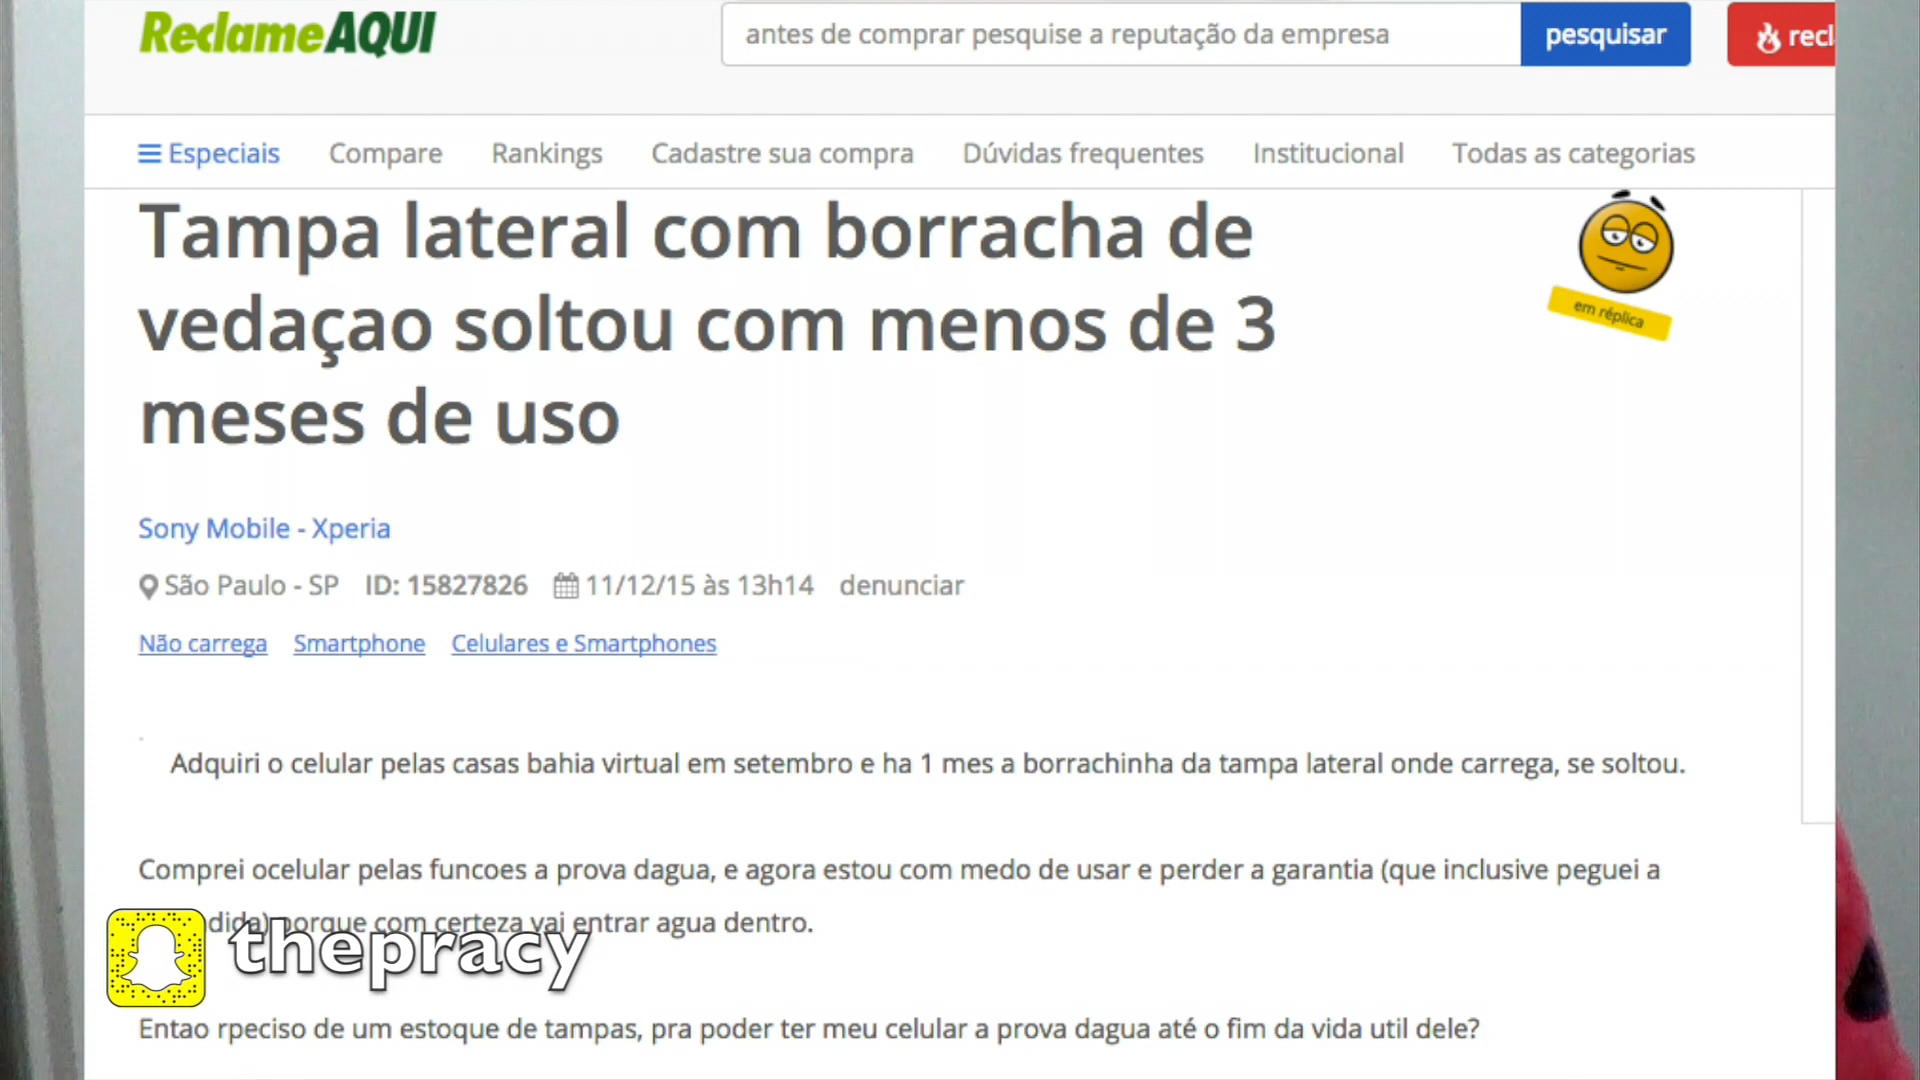 ReclameAQUI
antes de comprar pesquise a reputação da empresa
pesquisar
recl
Especiais
Compare
Rankings
Cadastre sua compra
Dúvidas frequentes
Institucional
Todas as categorias
Tampa lateral com borracha de
vedaçao soltou com menos de 3
meses de uso
em réplica
Sony Mobile - Xperia
São Paulo - SP ID: 15827826 11/12/15 às 13h14 denunciar
Não carrega Smartphone Celulares e Smartphones
Adquiri o celular pelas casas bahia virtual em setembro e ha 1 mes a borrachinha da tampa lateral onde carrega, se soltou.
Comprei ocelular pelas funcoes a prova dagua, e agora estou com medo de usar e perder a garantia (que inclusive peguei a
porque com certeza vai entrar agua dentro.
thepracy
Entao rpeciso de um estoque de tampas, pra poder ter meu celular a prova dagua até o fim da vida util dele?